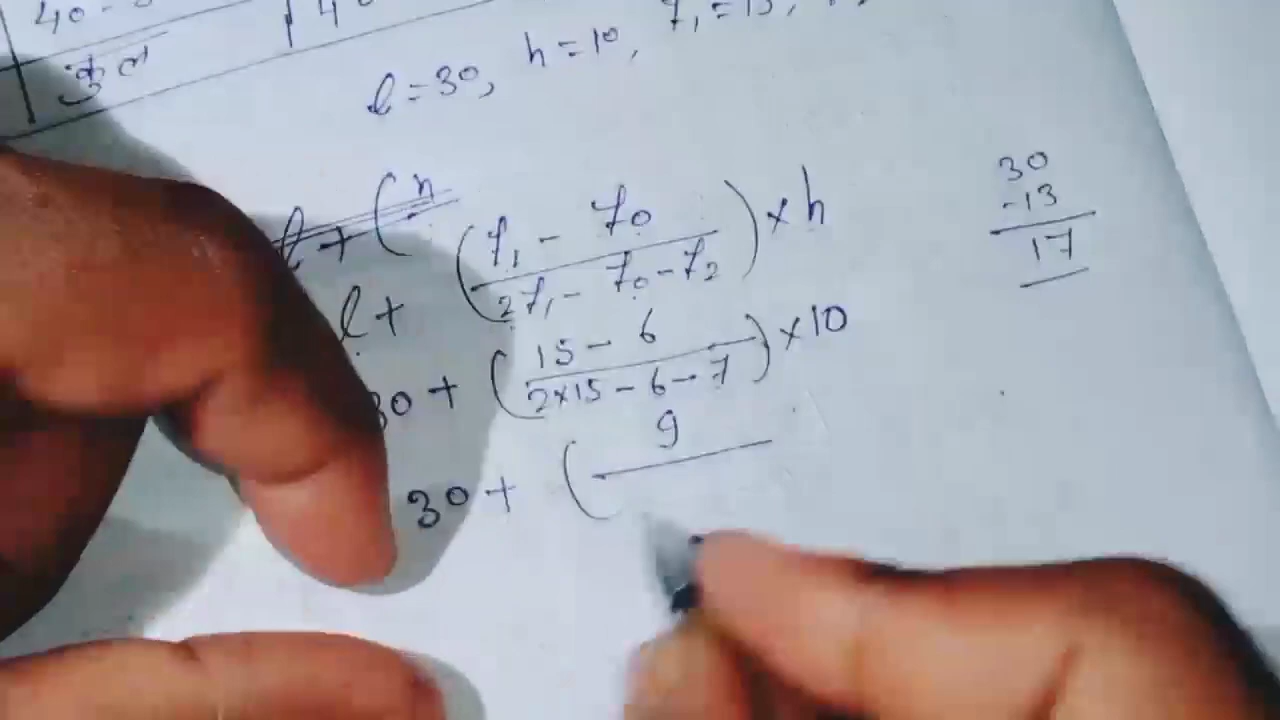 40 -
कुल
l = 30, h = 10, f₁ = 15,
l + ( h
l + ( f₁ - f₀ / 2f₁ - f₀ - f₂ ) × h
30 + ( 15 - 6 / 2×15 - 6 - 7 ) × 10
30 + ( 9 /
30
-13
17